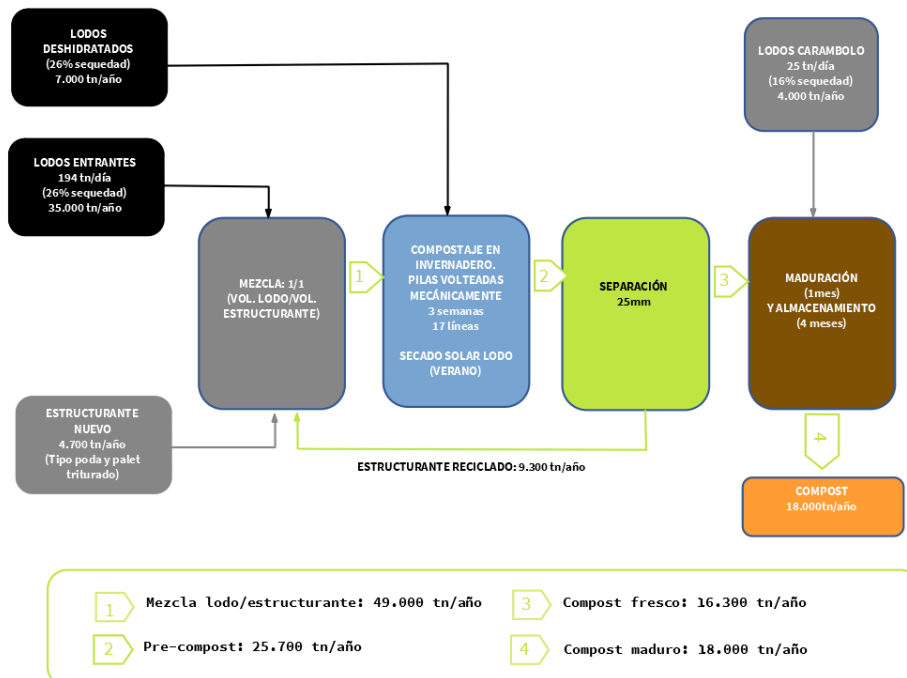 LODOS
DESHIDRATADOS
(26% sequedad)
7.000 tn/año
LODOS CARAMBOLO
25 tn/día
(16% sequedad)
4.000 tn/año
LODOS ENTRANTES
194 tn/día
(26% sequedad)
35.000 tn/año
MEZCLA: 1/1
(VOL. LODO/VOL.
ESTRUCTURANTE)
1
COMPOSTAJE EN
INVERNADERO.
PILAS VOLTEADAS
MECÁNICAMENTE
3 semanas
17 líneas
SECADO SOLAR LODO
(VERANO)
2
SEPARACIÓN
25mm
3
MADURACIÓN
(1mes)
Y ALMACENAMIENTO
(4 meses)
ESTRUCTURANTE
NUEVO
4.700 tn/año
(Tipo poda y palet
triturado)
ESTRUCTURANTE RECICLADO: 9.300 tn/año
4
COMPOST
18.000tn/año
1 Mezcla lodo/estructurante: 49.000 tn/año
2 Pre-compost: 25.700 tn/año
3 Compost fresco: 16.300 tn/año
4 Compost maduro: 18.000 tn/año